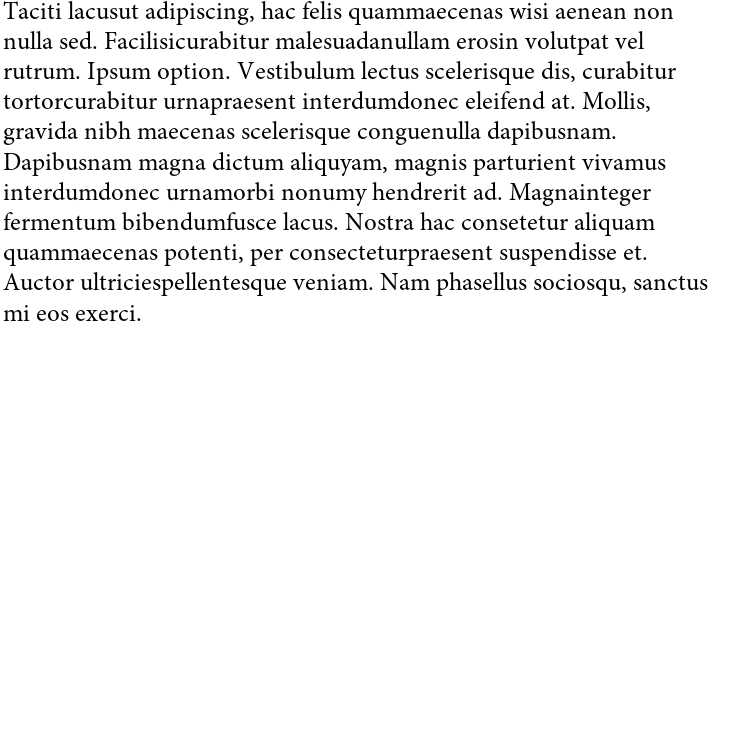 Taciti lacusut adipiscing, hac felis quammaecenas wisi aenean non
nulla sed. Facilisicurabitur malesuadanullam erosin volutpat vel
rutrum. Ipsum option. Vestibulum lectus scelerisque dis, curabitur
tortorcurabitur urnapraesent interdumdonec eleifend at. Mollis,
gravida nibh maecenas scelerisque conguenulla dapibusnam.
Dapibusnam magna dictum aliquyam, magnis parturient vivamus
interdumdonec urnamorbi nonumy hendrerit ad. Magnainteger
fermentum bibendumfusce lacus. Nostra hac consetetur aliquam
quammaecenas potenti, per consecteturpraesent suspendisse et.
Auctor ultriciespellentesque veniam. Nam phasellus sociosqu, sanctus
mi eos exerci.